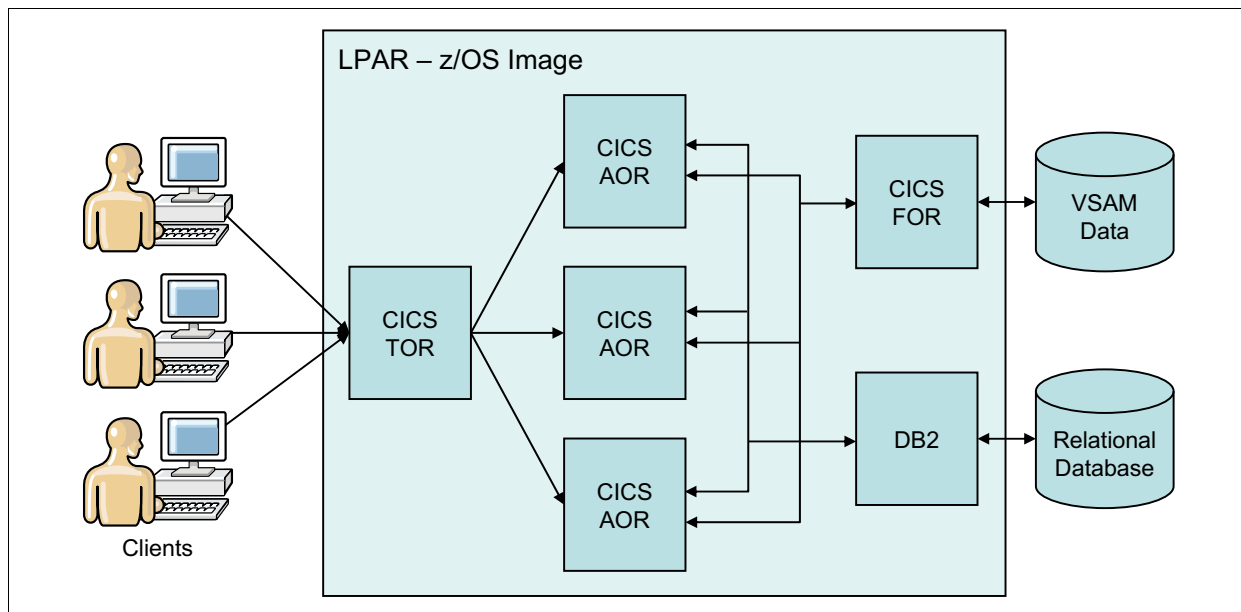 LPAR – z/OS Image
CICS
AOR
CICS
FOR
VSAM
Data
CICS
TOR
CICS
AOR
CICS
AOR
DB2
Relational
Database
Clients